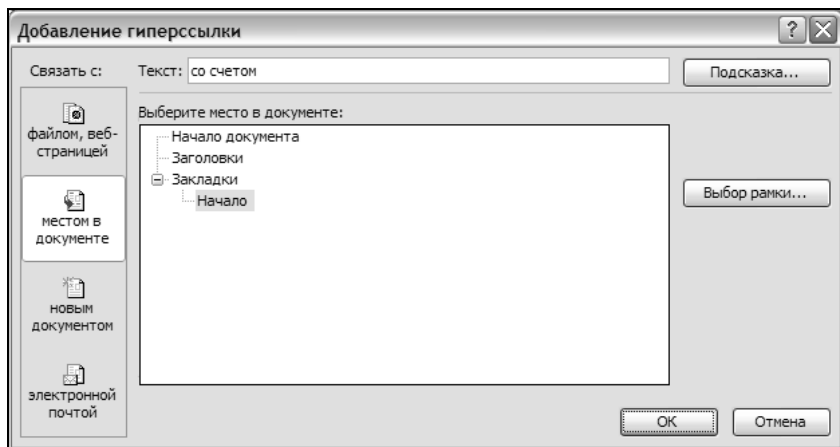 Добавление гиперссылки
Связать с:
Текст: со счетом
Подсказка...
Выберите место в документе:
файлом, веб-
страницей
Начало документа
Заголовки
Закладки
Начало
Выбор рамки...
местом в
документе
новым
документом
электронной
почтой
ОК
Отмена